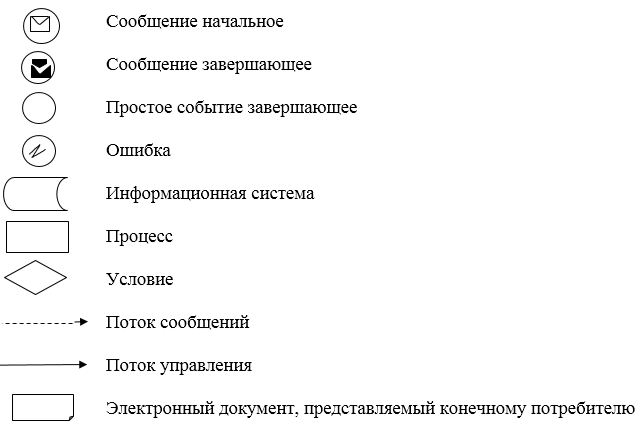 Сообщение начальное
Сообщение завершающее
Простое событие завершающее
Ошибка
Информационная система
Процесс
Условие
Поток сообщений
Поток управления
Электронный документ, представляемый конечному потребителю